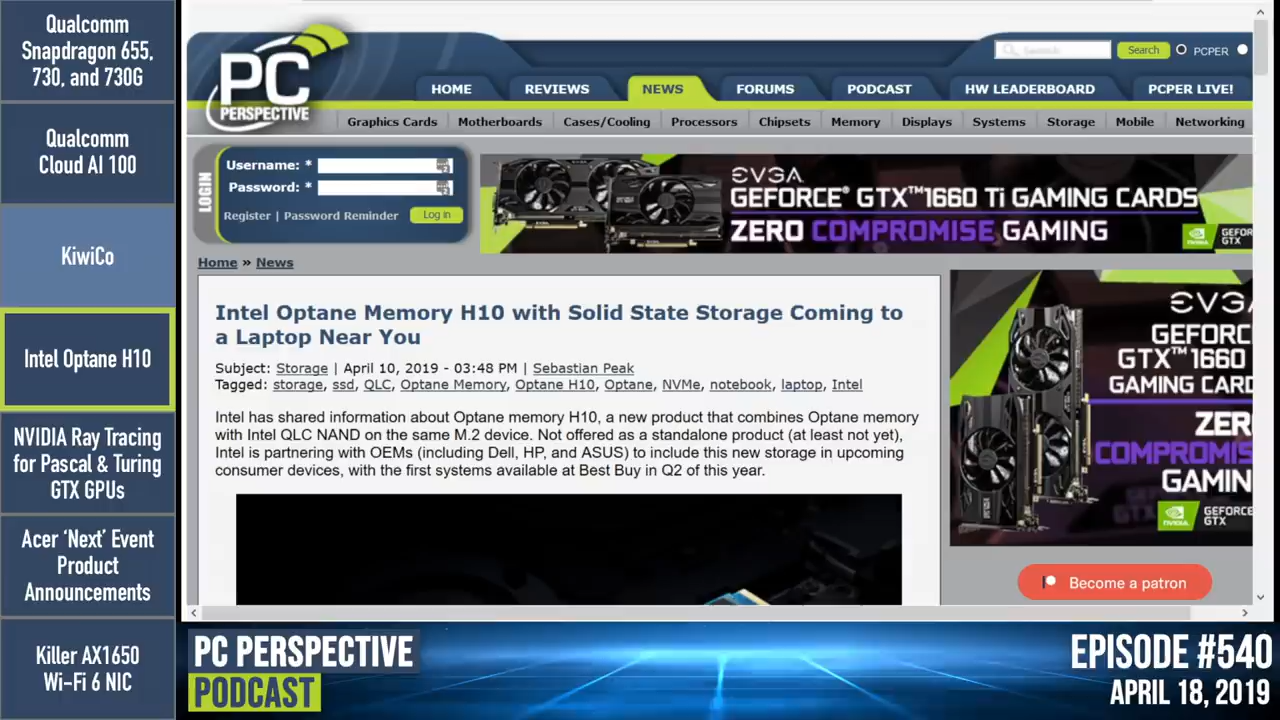 Qualcomm
Snapdragon 655,
730, and 730G
Qualcomm
Cloud AI 100
KiwiCo
Intel Optane H10
NVIDIA Ray Tracing
for Pascal & Turing
GTX GPUs
Acer ‘Next’ Event
Product
Announcements
Killer AX1650
Wi-Fi 6 NIC
PC
PERSPECTIVE
Search
Search
PCPER
HOME
REVIEWS
NEWS
FORUMS
PODCAST
HW LEADERBOARD
PCPER LIVE!
Graphics Cards
Motherboards
Cases/Cooling
Processors
Chipsets
Memory
Displays
Systems
Storage
Mobile
Networking
LOGIN
Username: *
Password: *
Register | Password Reminder
Log in
EVGA
GEFORCE® GTX™1660 Ti GAMING CARDS
ZERO COMPROMISE GAMING
NVIDIA
GEFOR
GTX
Home » News
Intel Optane Memory H10 with Solid State Storage Coming to
a Laptop Near You
Subject: Storage | April 10, 2019 - 03:48 PM | Sebastian Peak
Tagged: storage, ssd, QLC, Optane Memory, Optane H10, Optane, NVMe, notebook, laptop, Intel
Intel has shared information about Optane memory H10, a new product that combines Optane memory
with Intel QLC NAND on the same M.2 device. Not offered as a standalone product (at least not yet),
Intel is partnering with OEMs (including Dell, HP, and ASUS) to include this new storage in upcoming
consumer devices, with the first systems available at Best Buy in Q2 of this year.
EVGA
GEFORC
GTX™1660
GAMING CARD
ZER
COMPROMIS
GAMIN
NVIDIA
GEFORC
GTX
Become a patron
PC PERSPECTIVE
PODCAST
EPISODE #540
APRIL 18, 2019